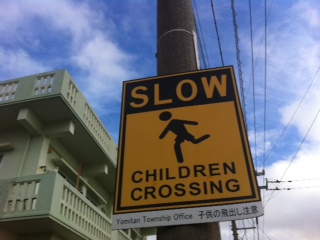 SLOW
CHILDREN
CROSSING
Yomitan Township Office 子供の飛出し注意